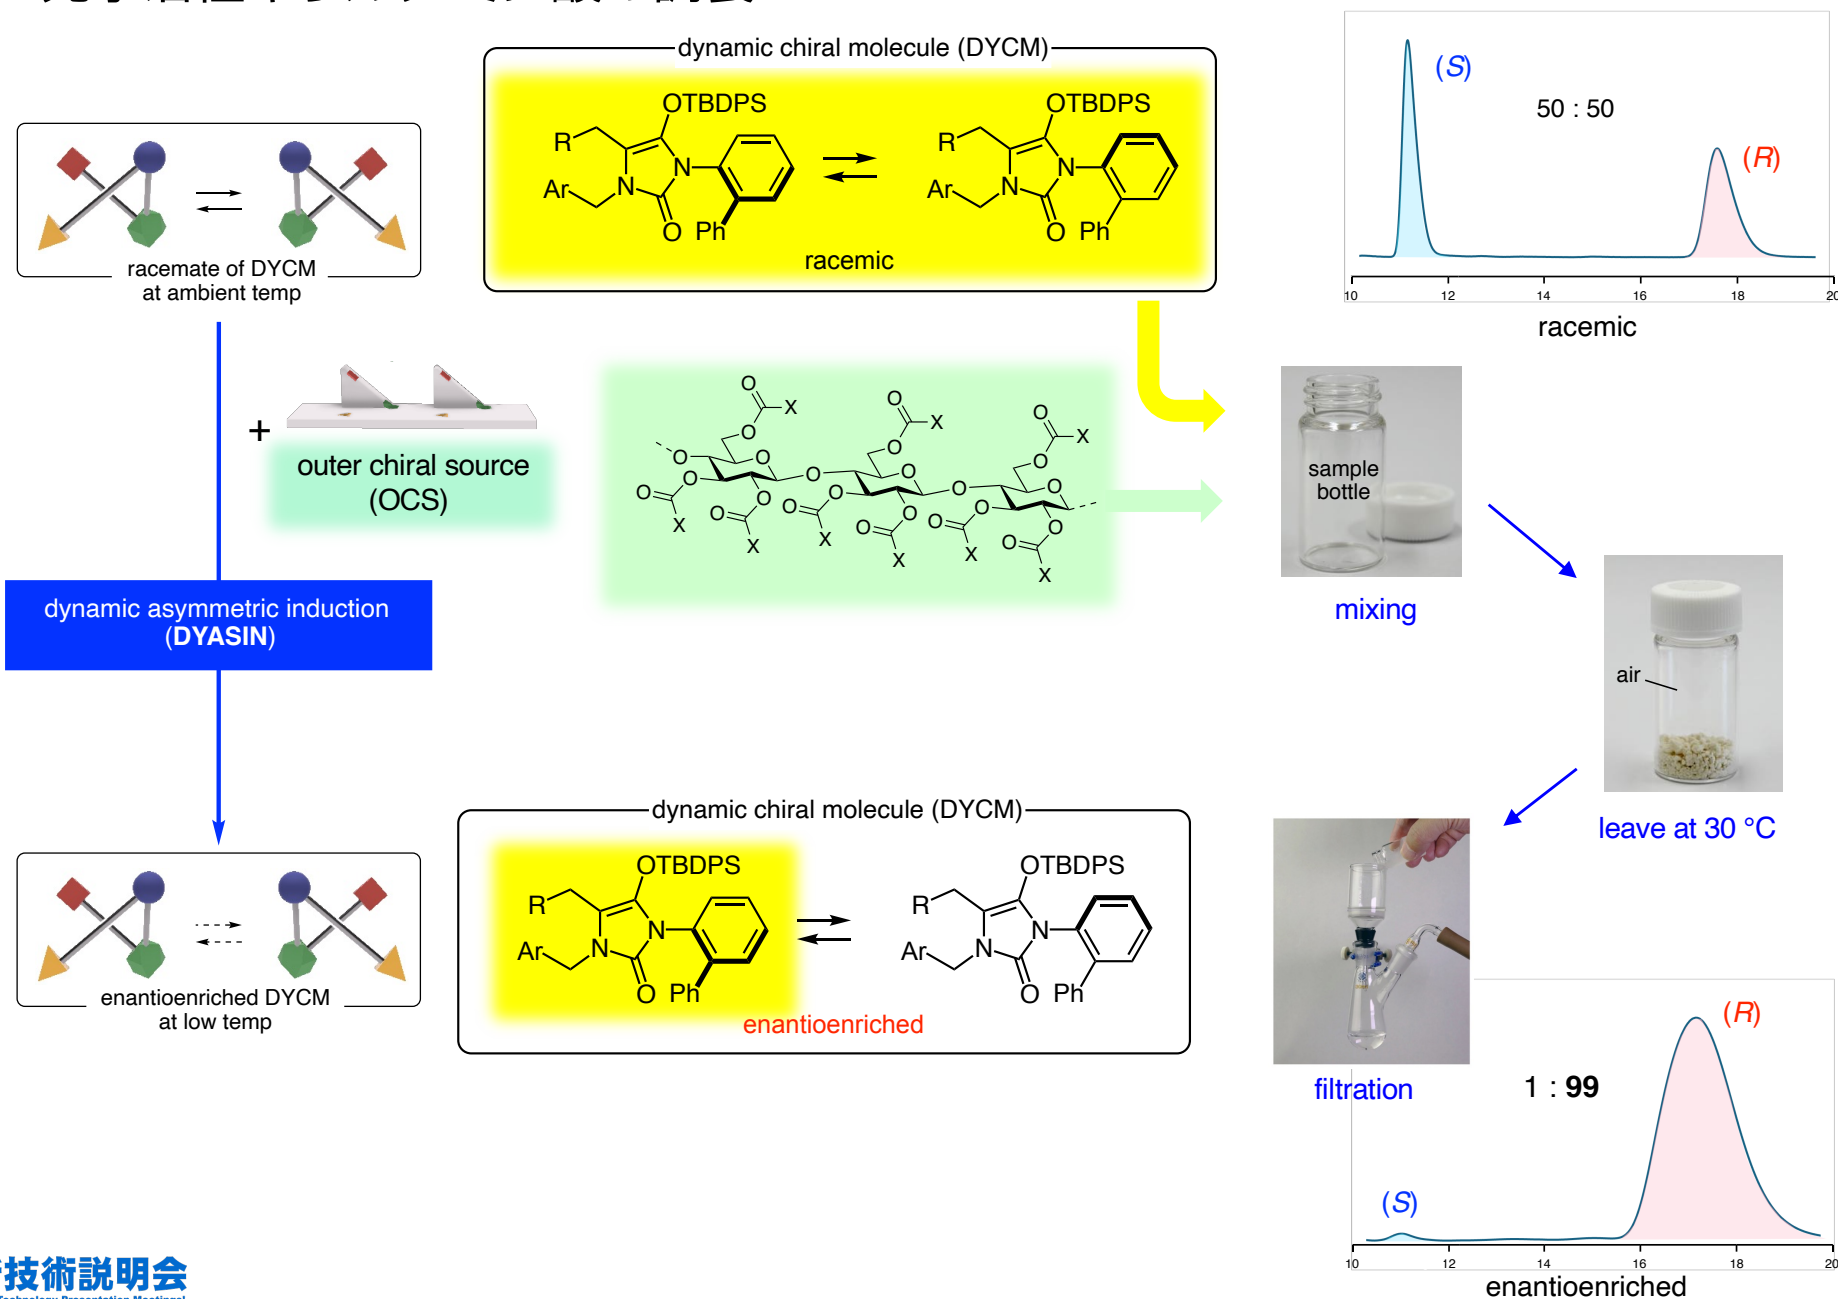 dynamic chiral molecule (DYCM)
OTBDPS
R
N
Ar
N
O
Ph
OTBDPS
R
N
Ar
N
O
Ph
racemic
(S)
50 : 50
(R)
10 12 14 16 18 20
racemic
racemate of DYCM
at ambient temp
+
outer chiral source
(OCS)
O
X
O
O
O
X
O
O
O
X
O
O
O
O
O
O
O
O
O
O
X
O
O
X
O
O
X
O
O
X
O
O
X
O
O
X
sample
bottle
mixing
air
leave at 30 °C
dynamic asymmetric induction
(DYASIN)
dynamic chiral molecule (DYCM)
OTBDPS
R
N
Ar
N
O
Ph
OTBDPS
R
N
Ar
N
O
Ph
enantioenriched
enantioenriched DYCM
at low temp
filtration
(R)
1 : 99
(S)
10 12 14 16 18 20
enantioenriched
技術説明会